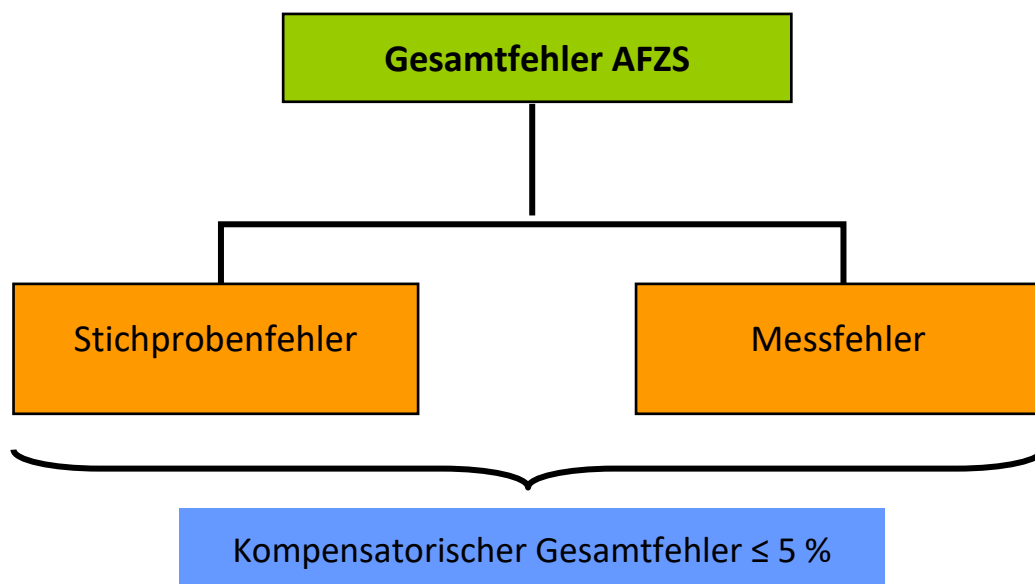 Gesamtfehler AFZS
Stichprobenfehler
Messfehler
Kompensatorischer Gesamtfehler ≤ 5 %